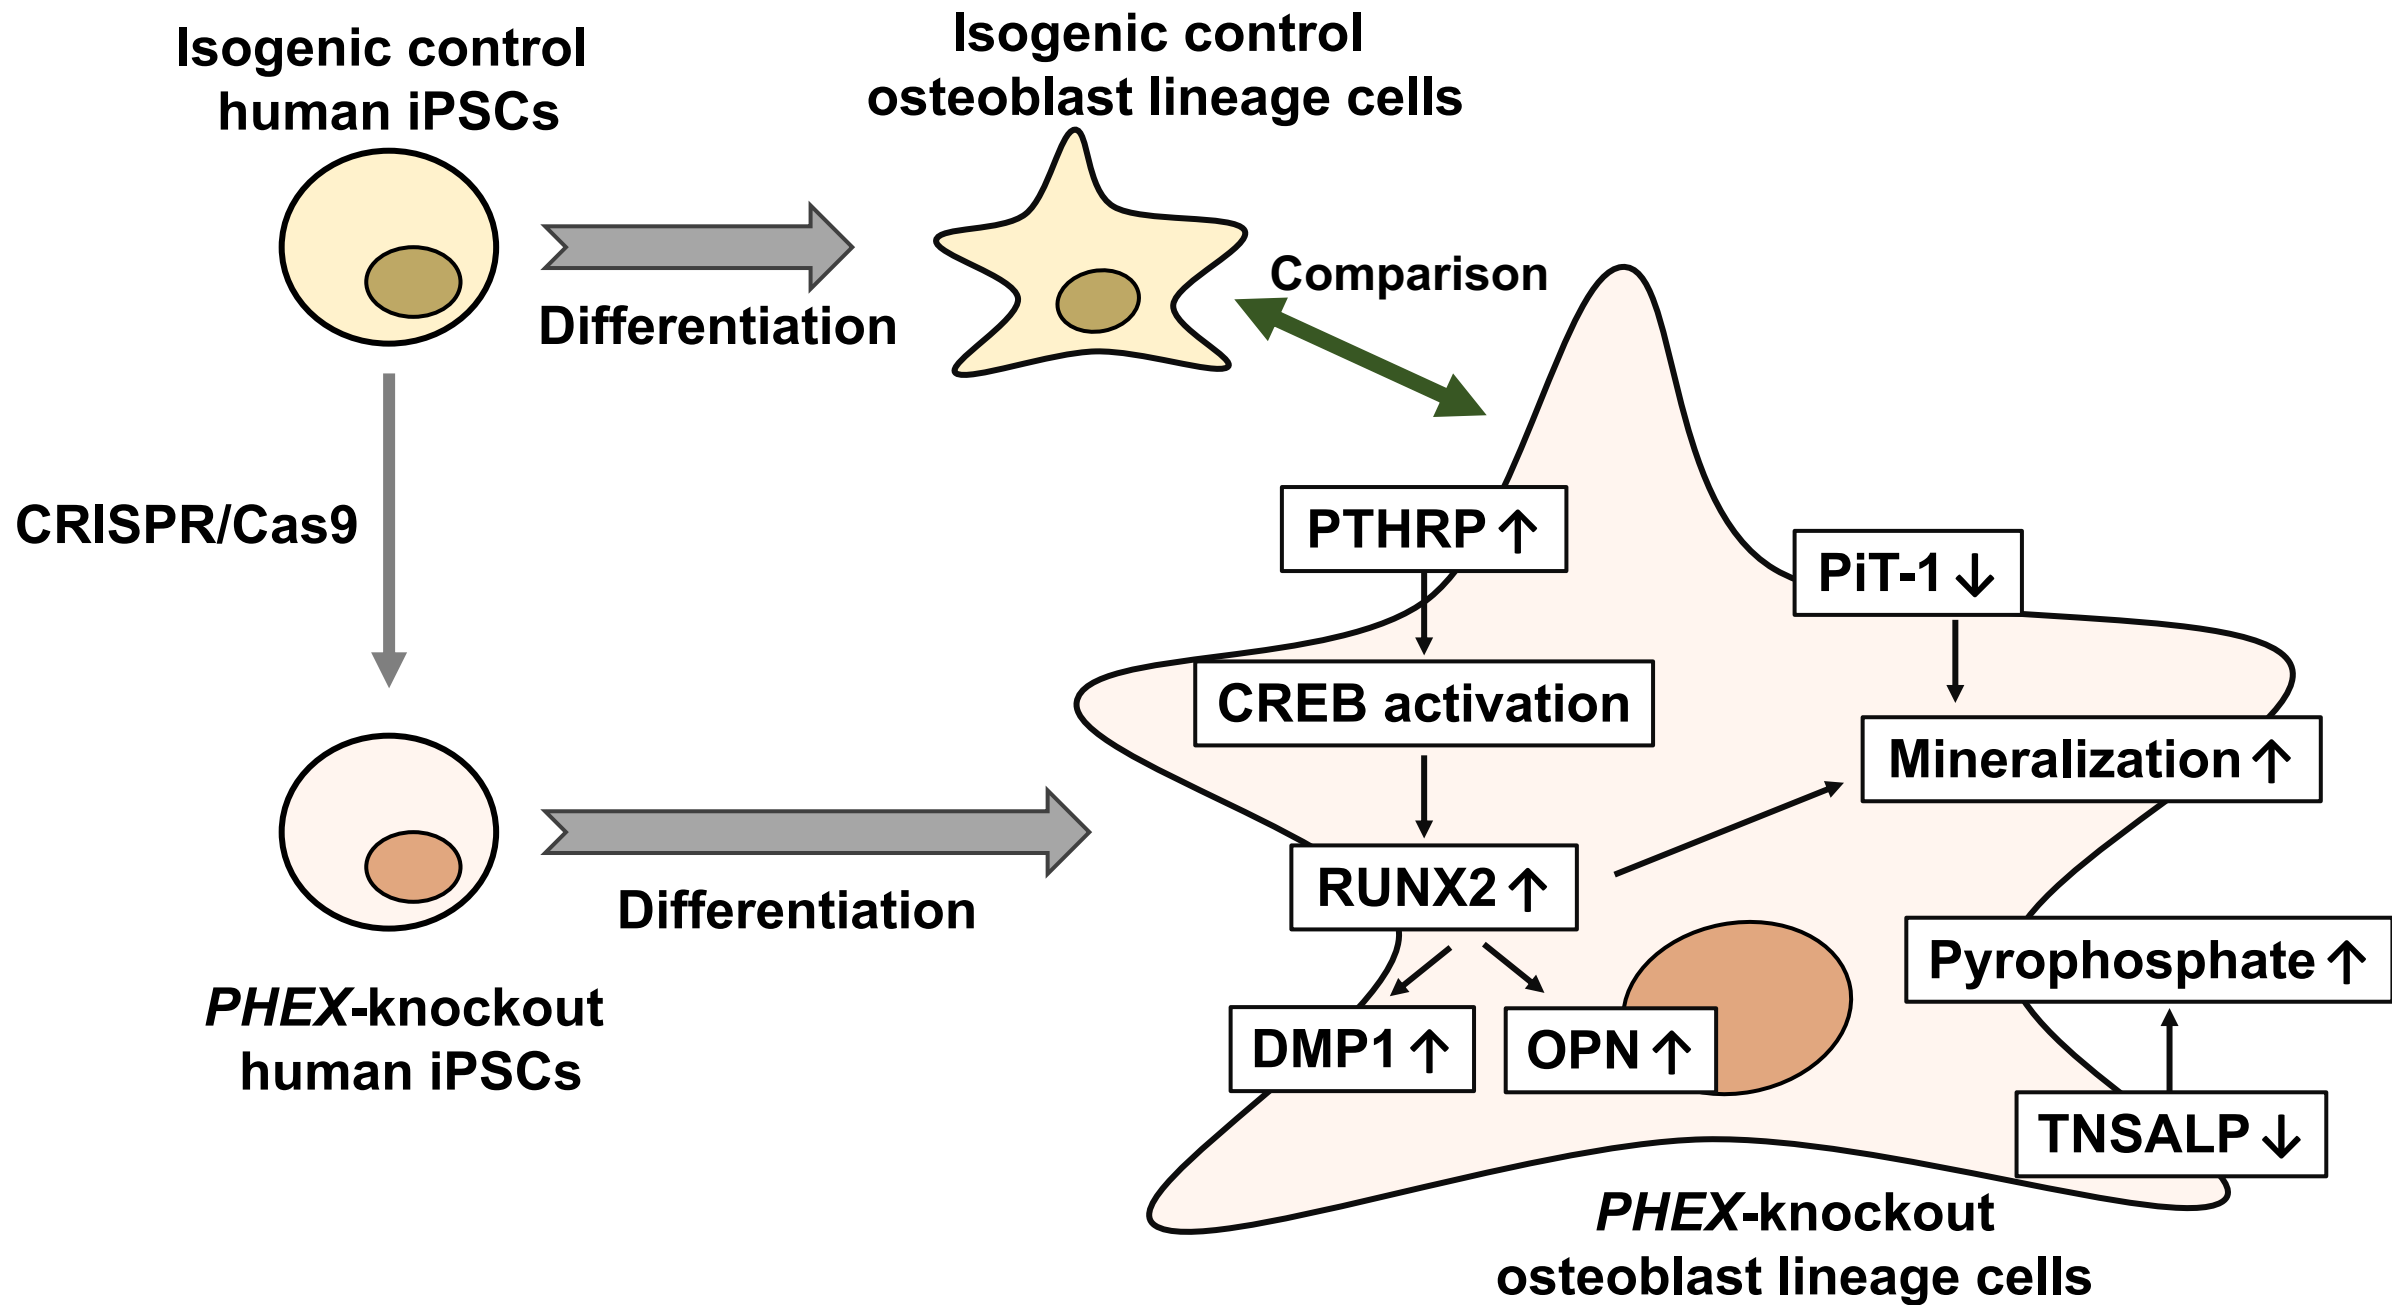 Isogenic control
human iPSCs
Isogenic control
osteoblast lineage cells
Differentiation
Comparison
CRISPR/Cas9
PTHRP ↑
PiT-1 ↓
CREB activation
Mineralization ↑
RUNX2 ↑
Differentiation
Pyrophosphate ↑
PHEX-knockout
human iPSCs
DMP1 ↑
OPN ↑
TNSALP ↓
PHEX-knockout
osteoblast lineage cells